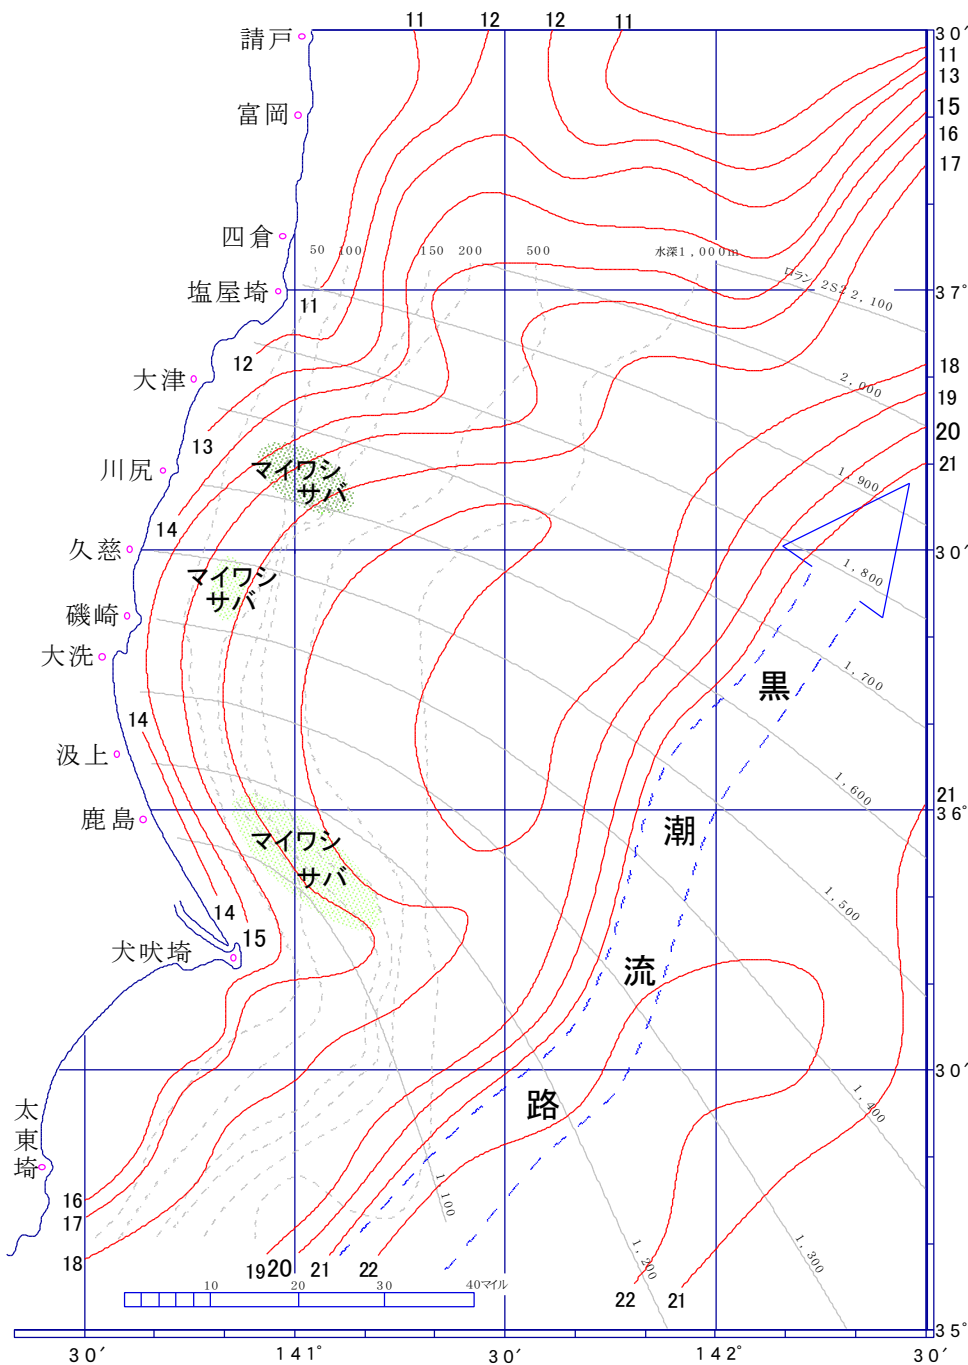 11 12 12 11
30′
請戸
11
13
15
16
17
富岡
四倉
50 100 150 200 500 水深1,000m
ロラン 2S2 2,100
塩屋埼
37°
11
12
大津
18
2,000
19
20
13
21
川尻
マイワシ
サバ
1,900
14
久慈
30′
マイワシ
サバ
1,800
磯崎
大洗
1,700
黒
14
汲上
1,600
21
36°
鹿島
潮
マイワシ
サバ
1,500
14
15
犬吠埼
流
30′
路
1,400
太東埼
16
17
1,100
18
19 20 21 22
1,200
1,300
10 20 30 40マイル
22 21
35°
30′ 141° 30′ 142° 30′